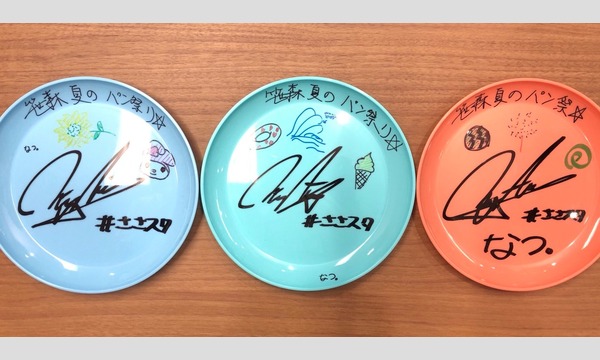 笹森 夏の パン祭り☆
なつ。
#ささスタ
笹森 夏の パン祭り☆
#ささスタ
なつ。
笹森 夏の パン祭☆
#ささスタ
なつ。